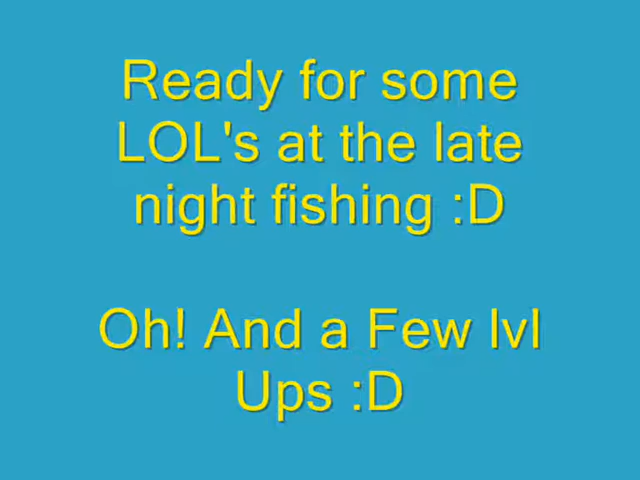 Ready for some
LOL's at the late
night fishing :D
Oh! And a Few lvl
Ups :D